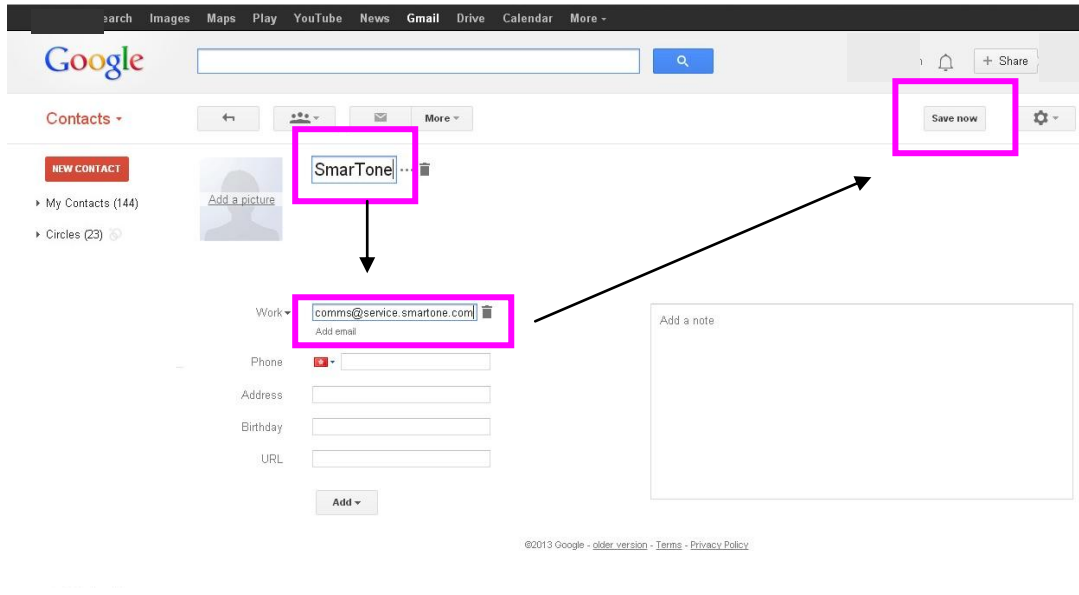 earch Images Maps Play YouTube News Gmail Drive Calendar More
Google
+ Share
Contacts
More
Save now
NEW CONTACT
SmarTone
Add a picture
My Contacts (144)
Circles (23)
Work
comms@service.smartone.com
Add email
Add a note
Phone
Address
Birthday
URL
Add
©2013 Google - older version - Terms - Privacy Policy